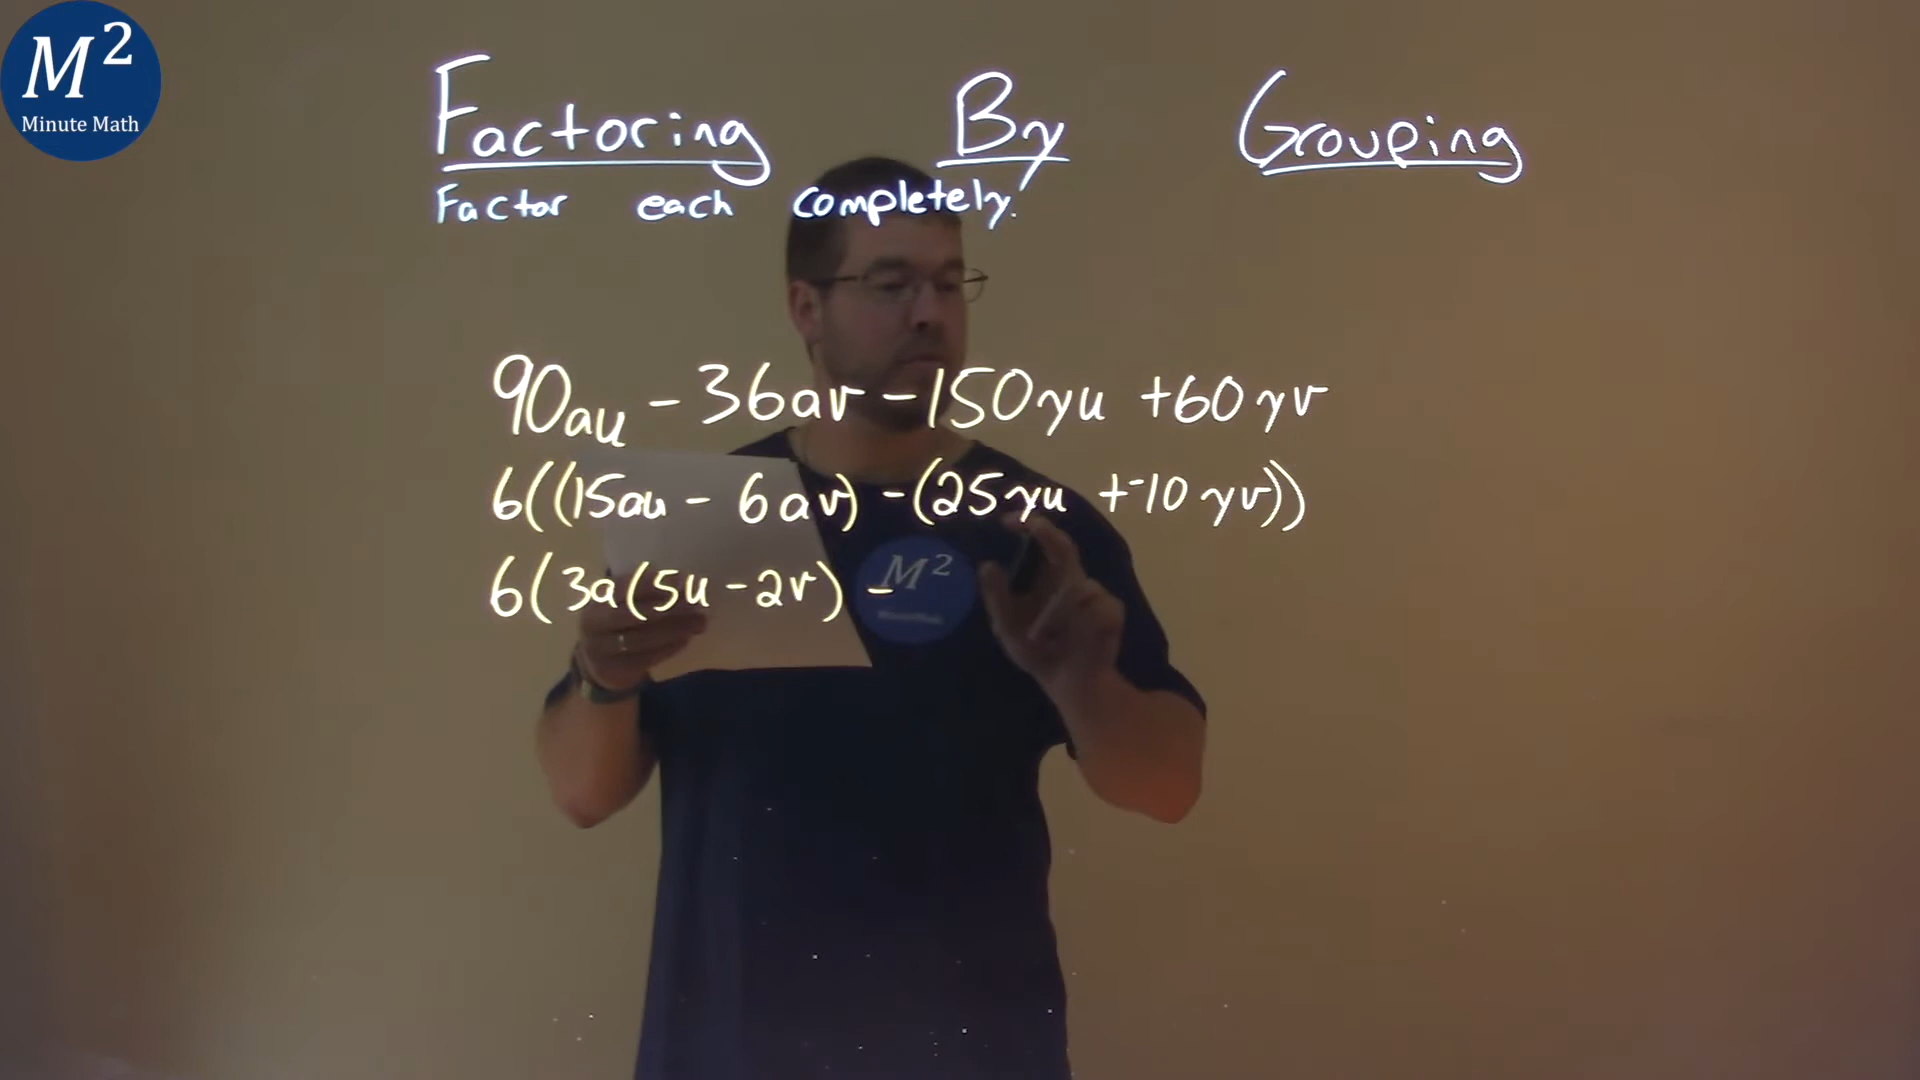 M²
Minute Math
Factoring By Grouping
Factor each completely.
90au - 36av - 150yu + 60yv
6((15au - 6av) - (25yu +-10yv))
6(3a(5u - 2v) -
M²